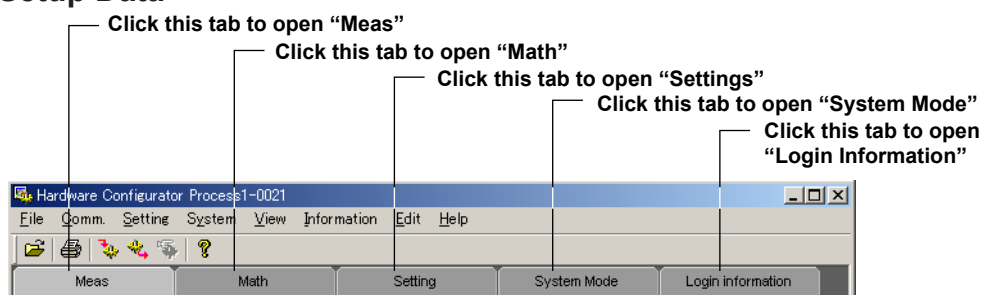 Click this tab to open “Meas”
Click this tab to open “Math”
Click this tab to open “Settings”
Click this tab to open “System Mode”
Click this tab to open
“Login Information”
Hardware Configurator Process1-0021
File Comm. Setting System View Information Edit Help
Meas Math Setting System Mode Login information